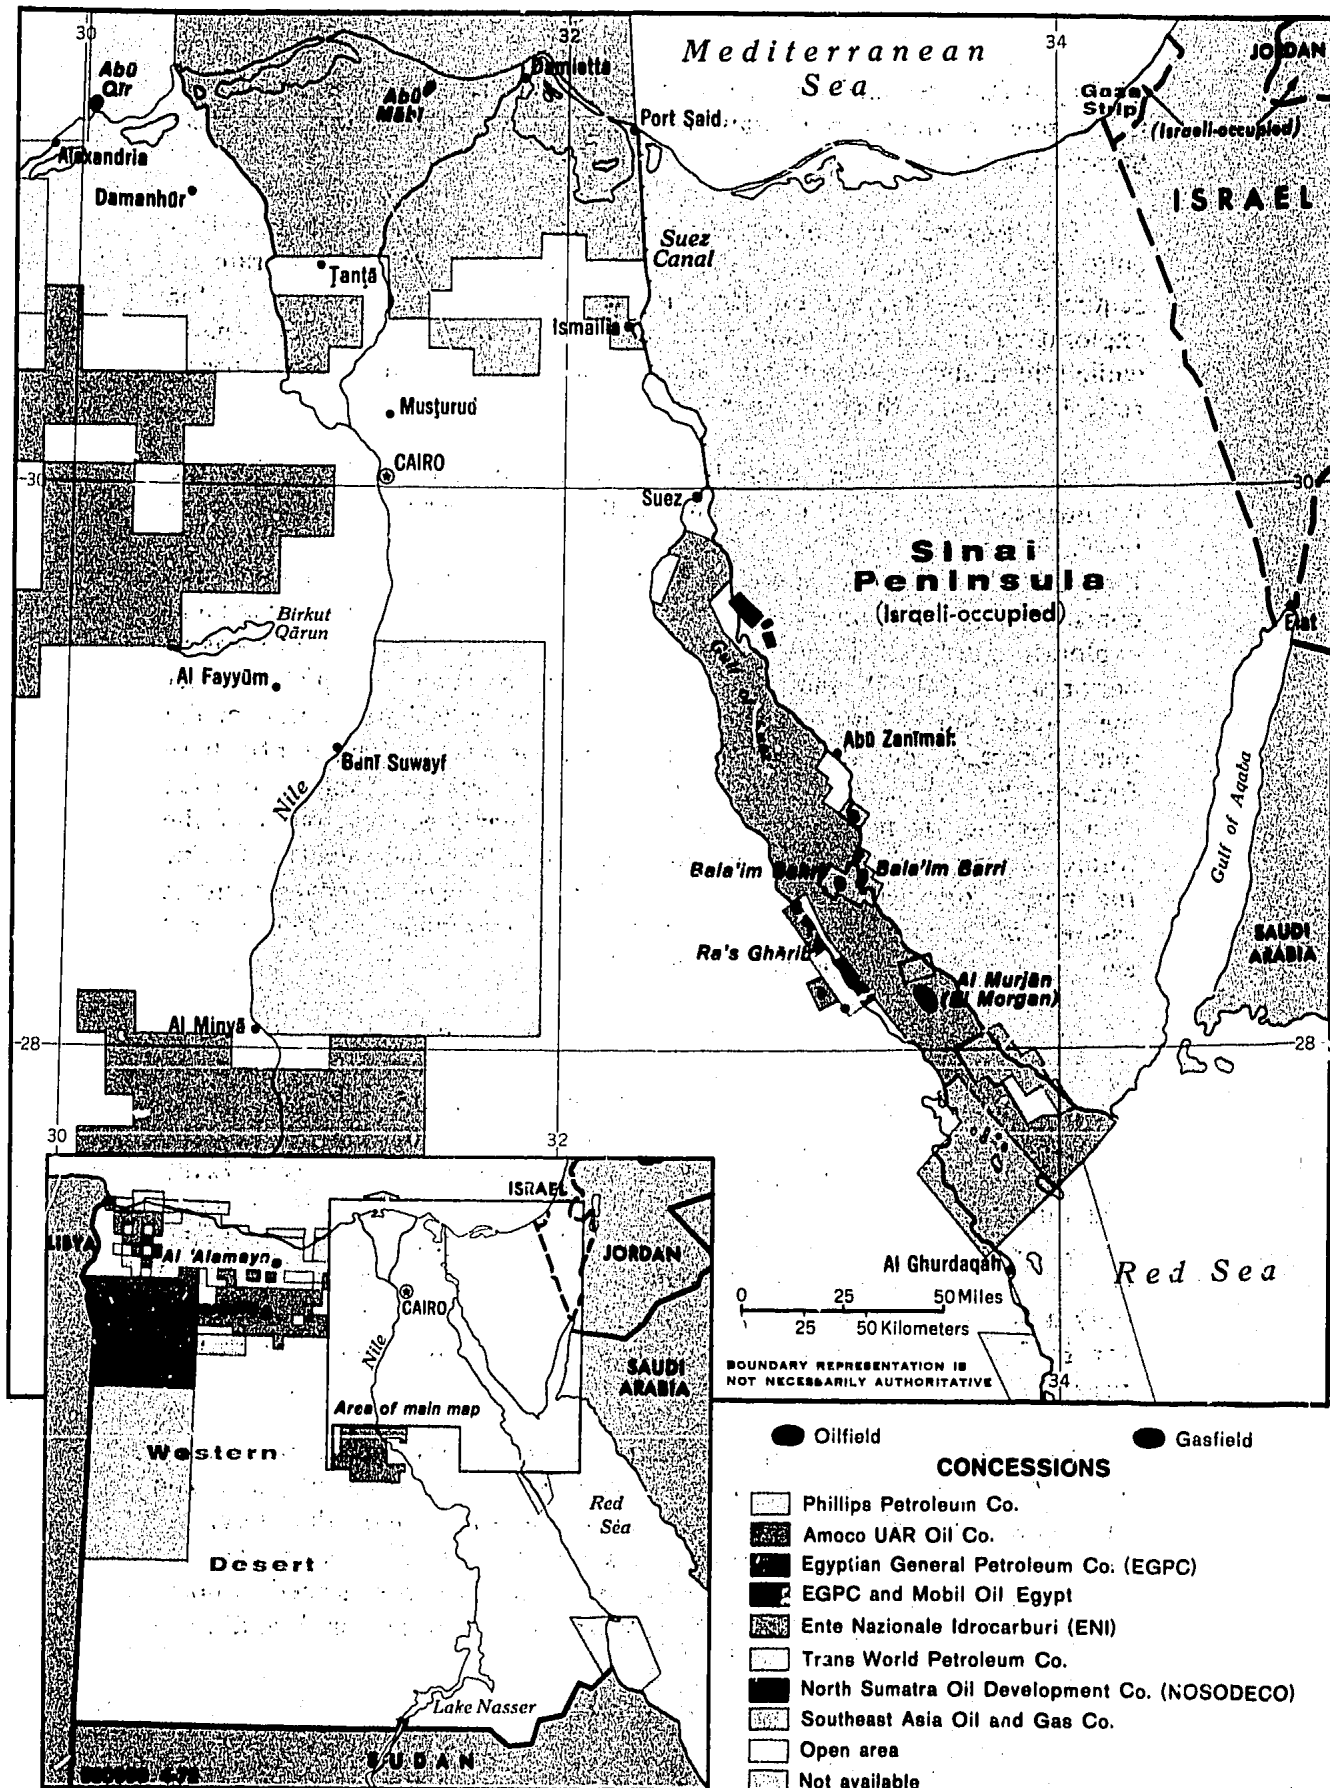 30
32
34
Mediterranean
Sea
JORDAN
Abū
Qīr
Abū
Māḍī
Damietta
Gaza
Strip
(Israeli-occupied)
Port Said
Alexandria
Damanhūr
ISRAEL
Suez
Canal
Ṭanṭā
Ismailia
Musṭurud
CAIRO
30
30
Suez
Sinai
Peninsula
(Israeli-occupied)
Birkut
Qārun
Elat
Gulf of
Al Fayyūm
Abū Zanīmah
Banī Suwayf
Nile
Gulf of Aqaba
Bala'im Bahri
Bala'im Barri
Ra's Ghārib
SAUDI
ARABIA
Al Murjān
(El Morgan)
Al Minyā
28
28
30
32
ISRAEL
LIBYA
Al 'Alamayn
JORDAN
CAIRO
Nile
SAUDI
ARABIA
Area of main map
Western
Desert
Red
Sea
Lake Nasser
SUDAN
Al Ghurdaqah
Red Sea
0 25 50 Miles
25 50 Kilometers
BOUNDARY REPRESENTATION IS
NOT NECESSARILY AUTHORITATIVE
34
Oilfield
Gasfield
CONCESSIONS
Phillips Petroleum Co.
Amoco UAR Oil Co.
Egyptian General Petroleum Co. (EGPC)
EGPC and Mobil Oil Egypt
Ente Nazionale Idrocarburi (ENI)
Trans World Petroleum Co.
North Sumatra Oil Development Co. (NOSODECO)
Southeast Asia Oil and Gas Co.
Open area
Not available